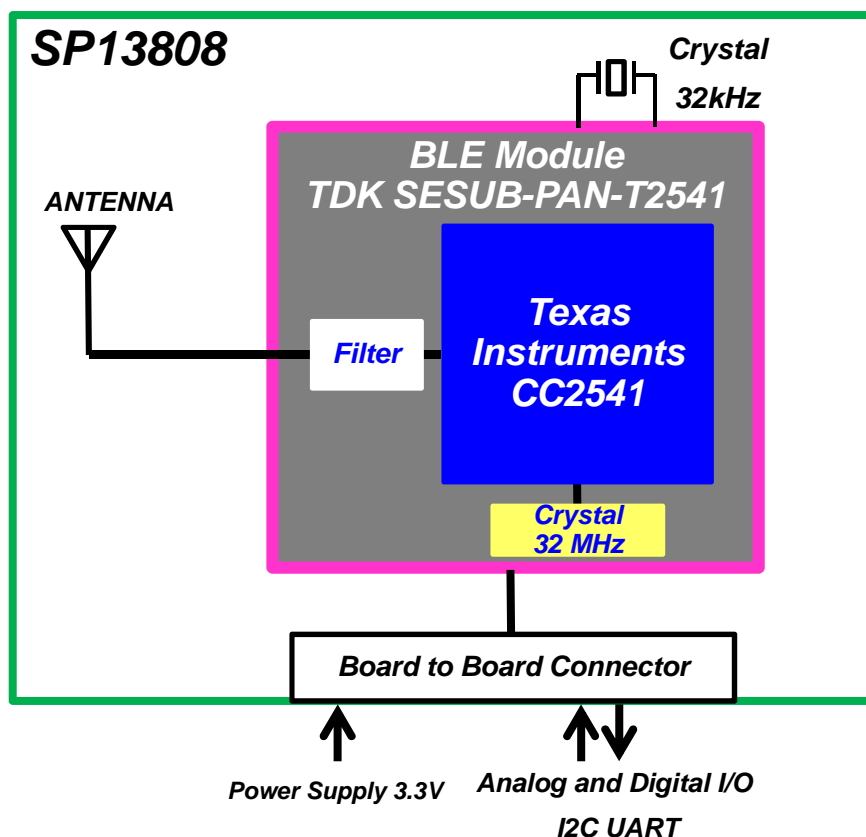 SP13808
Crystal
32kHz
BLE Module
TDK SESUB-PAN-T2541
ANTENNA
Texas
Instruments
CC2541
Filter
Crystal
32 MHz
Board to Board Connector
Power Supply 3.3V
Analog and Digital I/O
I2C UART